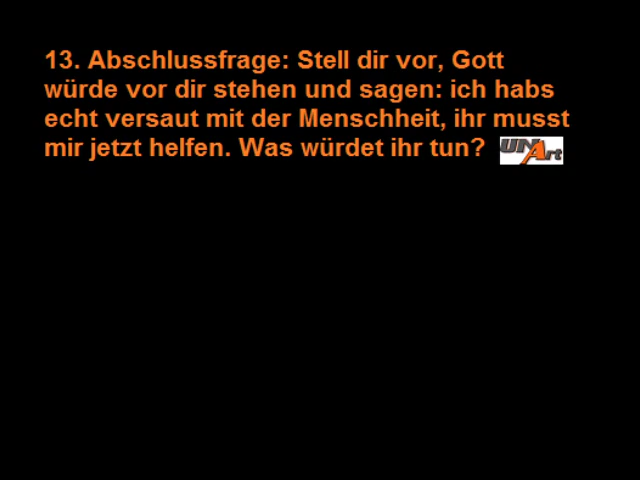 13. Abschlussfrage: Stell dir vor, Gott
würde vor dir stehen und sagen: ich habs
echt versaut mit der Menschheit, ihr musst
mir jetzt helfen. Was würdet ihr tun? UNArt